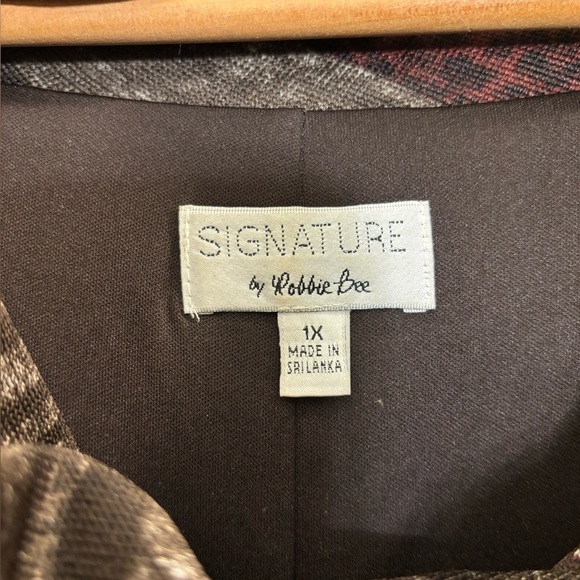 SIGNATURE
by Robbie Bee
1X
MADE IN
SRI LANKA